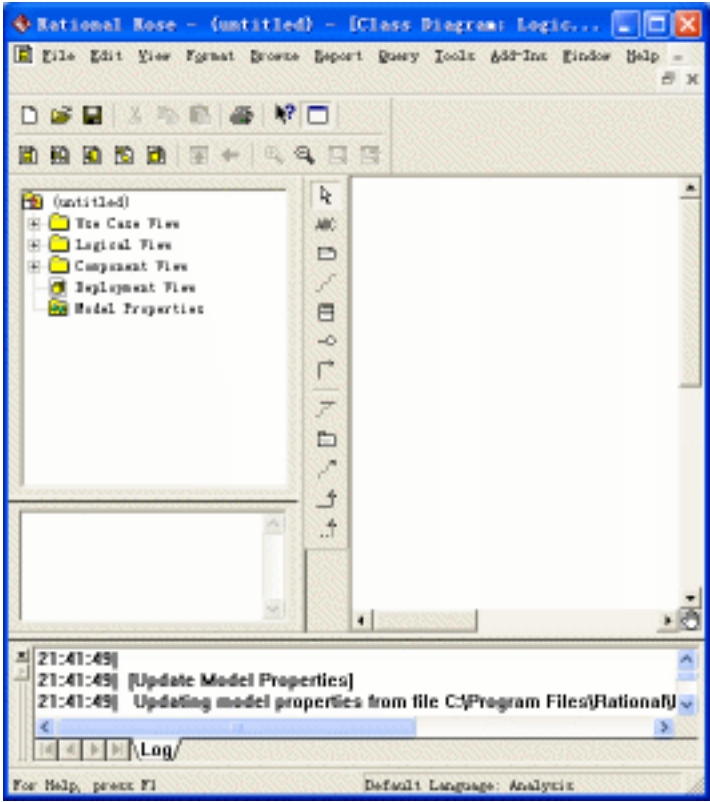 Rational Rose - (untitled) - [Class Diagram: Logic...
File Edit View Format Browse Report Query Tools Add-Ins Window Help
(untitled)
Use Case View
Logical View
Component View
Deployment View
Model Properties
ABC
21:41:49|
21:41:49| [Update Model Properties]
21:41:49| Updating model properties from file C:\Program Files\Rational\
Log
For Help, press F1
Default Language: Analysis